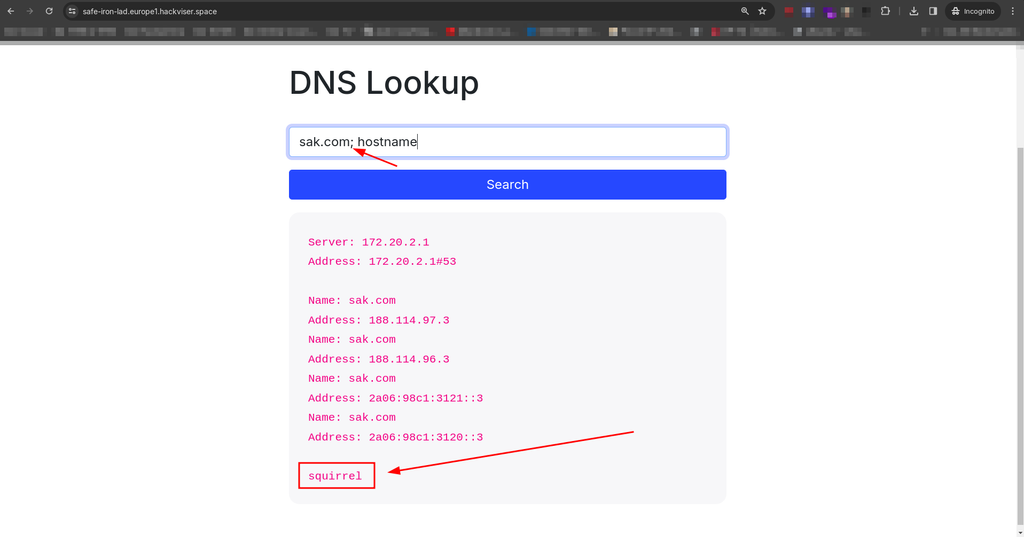 safe-iron-lad.europe1.hackviser.space
Incognito
DNS Lookup
sak.com; hostname
Search
Server: 172.20.2.1
Address: 172.20.2.1#53
Name: sak.com
Address: 188.114.97.3
Name: sak.com
Address: 188.114.96.3
Name: sak.com
Address: 2a06:98c1:3121::3
Name: sak.com
Address: 2a06:98c1:3120::3
squirrel